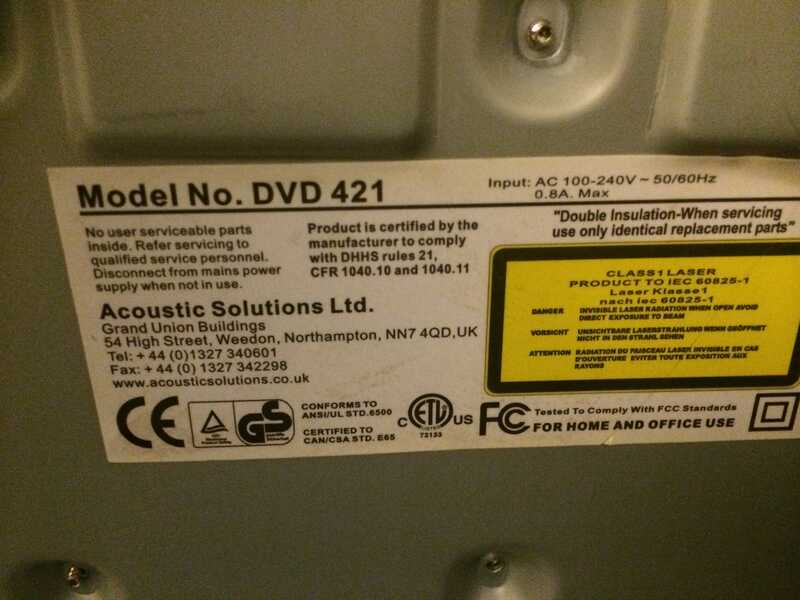 Model No. DVD 421
Input: AC 100-240V ~ 50/60Hz
0.8A. Max
No user serviceable parts
inside. Refer servicing to
qualified service personnel.
Disconnect from mains power
supply when not in use.
Product is certified by the
manufacturer to comply
with DHHS rules 21,
CFR 1040.10 and 1040.11
"Double Insulation-When servicing
use only identical replacement parts"
Acoustic Solutions Ltd.
Grand Union Buildings
54 High Street, Weedon, Northampton, NN7 4QD,UK
Tel: + 44 (0)1327 340601
Fax: + 44 (0) 1327 342298
www.acousticsolutions.co.uk
CLASS1 LASER
PRODUCT TO IEC 60825-1
Laser Klasse1
nach iec 60825-1
DANGER INVISIBLE LASER RADIATION WHEN OPEN AVOID
DIRECT EXPOSURE TO BEAM
VORSICHT UNSICHTBARE LASERSTRAHLUNG WENN GEÖFFNET
NICHT IN DEN STRAHL SEHEN
ATTENTION RADIATION DU FAISCEAU LASER INVISIBLE EN CAS
D'OUVERTURE EVITER TOUTE EXPOSITION AUX
RAYONS
CE
GS
CONFORMS TO
ANSI/UL STD. 6500
CERTIFIED TO
CAN/CSA STD. E65
C ETL US
72133
FC Tested To Comply With FCC Standards
FOR HOME AND OFFICE USE